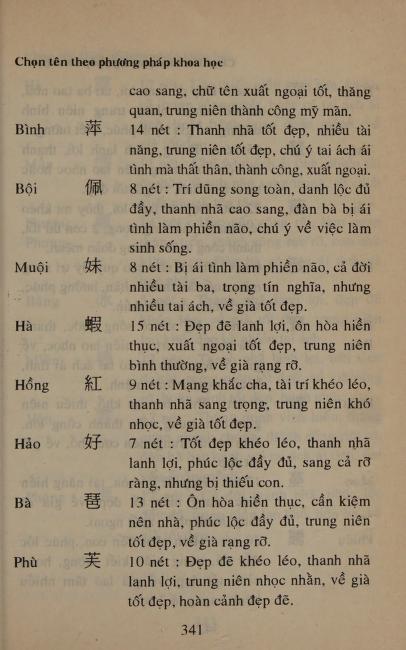 Chọn tên theo phương pháp khoa học
cao sang, chữ tên xuất ngoại tốt, thăng
quan, trung niên thành công mỹ mãn.
Bình 萍 14 nét : Thanh nhã tốt đẹp, nhiều tài
năng, trung niên tốt đẹp, chú ý tai ách ái
tình mà thất thân, thành công, xuất ngoại.
Bội 佩 8 nét : Trí dũng song toàn, danh lộc đủ
đầy, thanh nhã cao sang, đàn bà bị ái
tình làm phiền não, chú ý về việc làm
sinh sống.
Muội 妹 8 nét : Bị ái tình làm phiền não, cả đời
nhiều tài ba, trọng tín nghĩa, nhưng
nhiều tai ách, về già tốt đẹp.
Hà 蝦 15 nét : Đẹp đẽ lanh lợi, ôn hòa hiền
thục, xuất ngoại tốt đẹp, trung niên
bình thường, về già rạng rỡ.
Hồng 紅 9 nét : Mạng khắc cha, tài trí khéo léo,
thanh nhã sang trọng, trung niên khó
nhọc, về già tốt đẹp.
Hảo 好 7 nét : Tốt đẹp khéo léo, thanh nhã
lanh lợi, phúc lộc đầy đủ, sang cả rỡ
ràng, nhưng bị thiếu con.
Bà 琶 13 nét : Ôn hòa hiền thục, cần kiệm
nên nhà, phúc lộc đầy đủ, trung niên
tốt đẹp, về già rạng rỡ.
Phù 芙 10 nét : Đẹp đẽ khéo léo, thanh nhã
lanh lợi, trung niên nhọc nhằn, về già
tốt đẹp, hoàn cảnh đẹp đẽ.
341